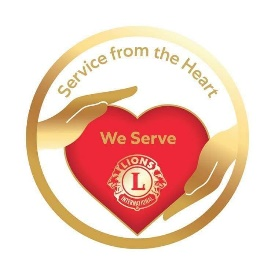 Service from the Heart
We Serve
LIONS
L
INTERNATIONAL